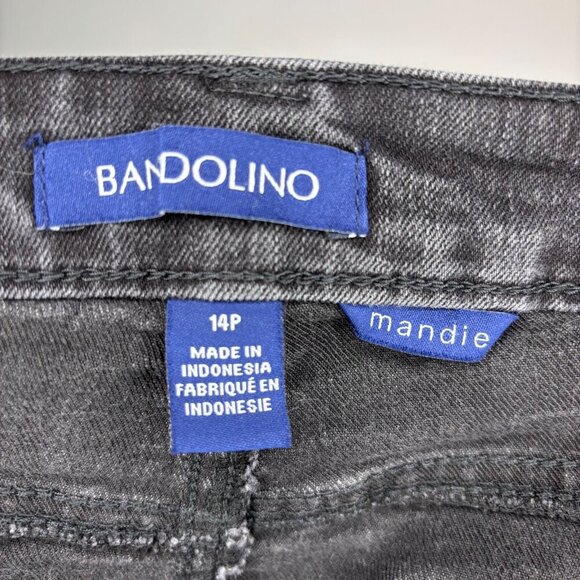 BANDOLINO
14P
MADE IN
INDONESIA
FABRIQUÉ EN
INDONESIE
mandie